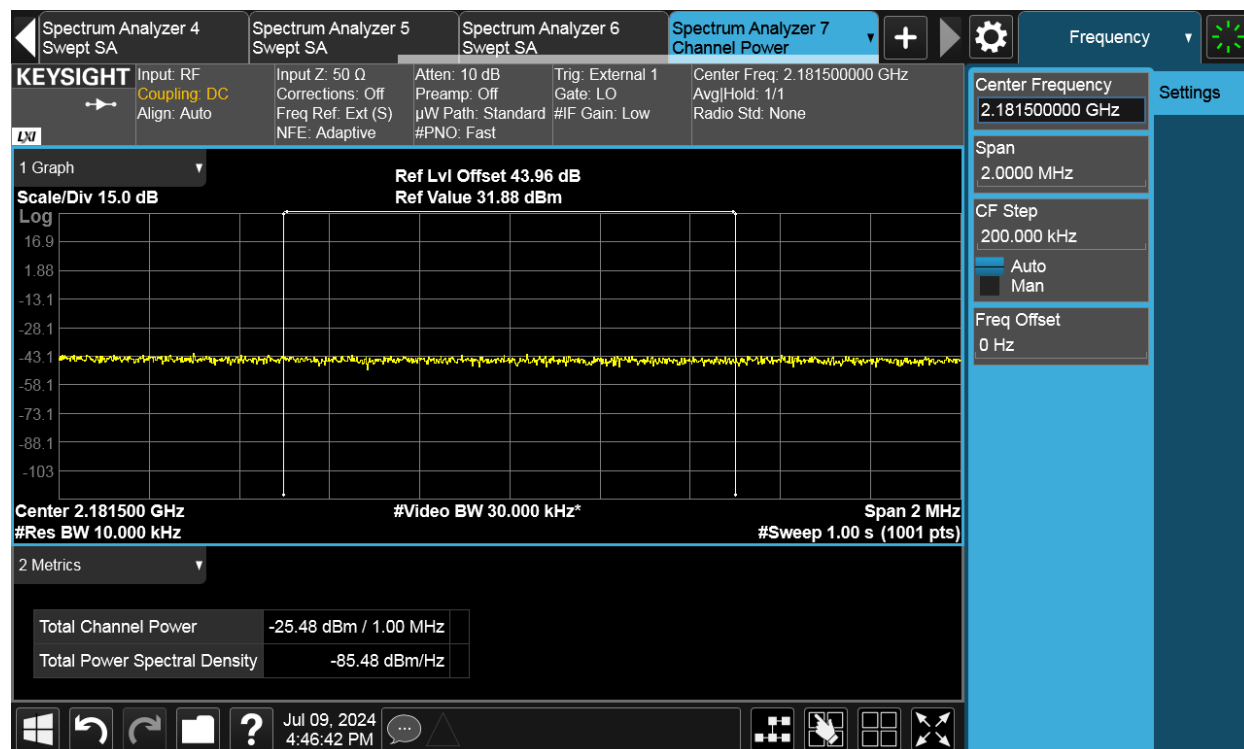 Spectrum Analyzer 4
Swept SA
Spectrum Analyzer 5
Swept SA
Spectrum Analyzer 6
Swept SA
Spectrum Analyzer 7
Channel Power
+
Frequency
KEYSIGHT
LXI
Input: RF
Coupling: DC
Align: Auto
Input Z: 50 Ω
Corrections: Off
Freq Ref: Ext (S)
NFE: Adaptive
Atten: 10 dB
Preamp: Off
µW Path: Standard
#PNO: Fast
Trig: External 1
Gate: LO
#IF Gain: Low
Center Freq: 2.181500000 GHz
Avg|Hold: 1/1
Radio Std: None
Center Frequency
2.181500000 GHz
Settings
Span
2.0000 MHz
CF Step
200.000 kHz
Auto
Man
Freq Offset
0 Hz
1 Graph
Ref Lvl Offset 43.96 dB
Scale/Div 15.0 dB
Ref Value 31.88 dBm
Log
16.9
1.88
-13.1
-28.1
-43.1
-58.1
-73.1
-88.1
-103
Center 2.181500 GHz
#Video BW 30.000 kHz*
Span 2 MHz
#Res BW 10.000 kHz
#Sweep 1.00 s (1001 pts)
2 Metrics
Total Channel Power
-25.48 dBm / 1.00 MHz
Total Power Spectral Density
-85.48 dBm/Hz
?
Jul 09, 2024
4:46:42 PM